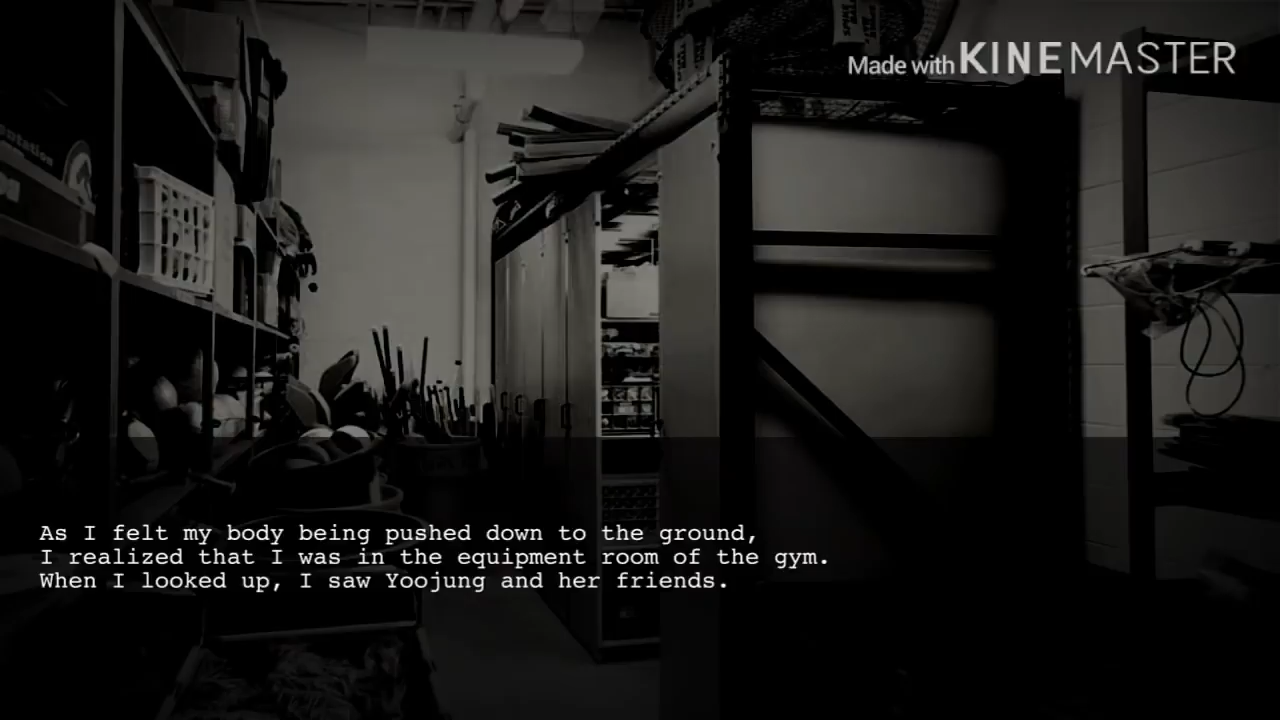 Made with KINEMASTER
As I felt my body being pushed down to the ground,
I realized that I was in the equipment room of the gym.
When I looked up, I saw Yoojung and her friends.